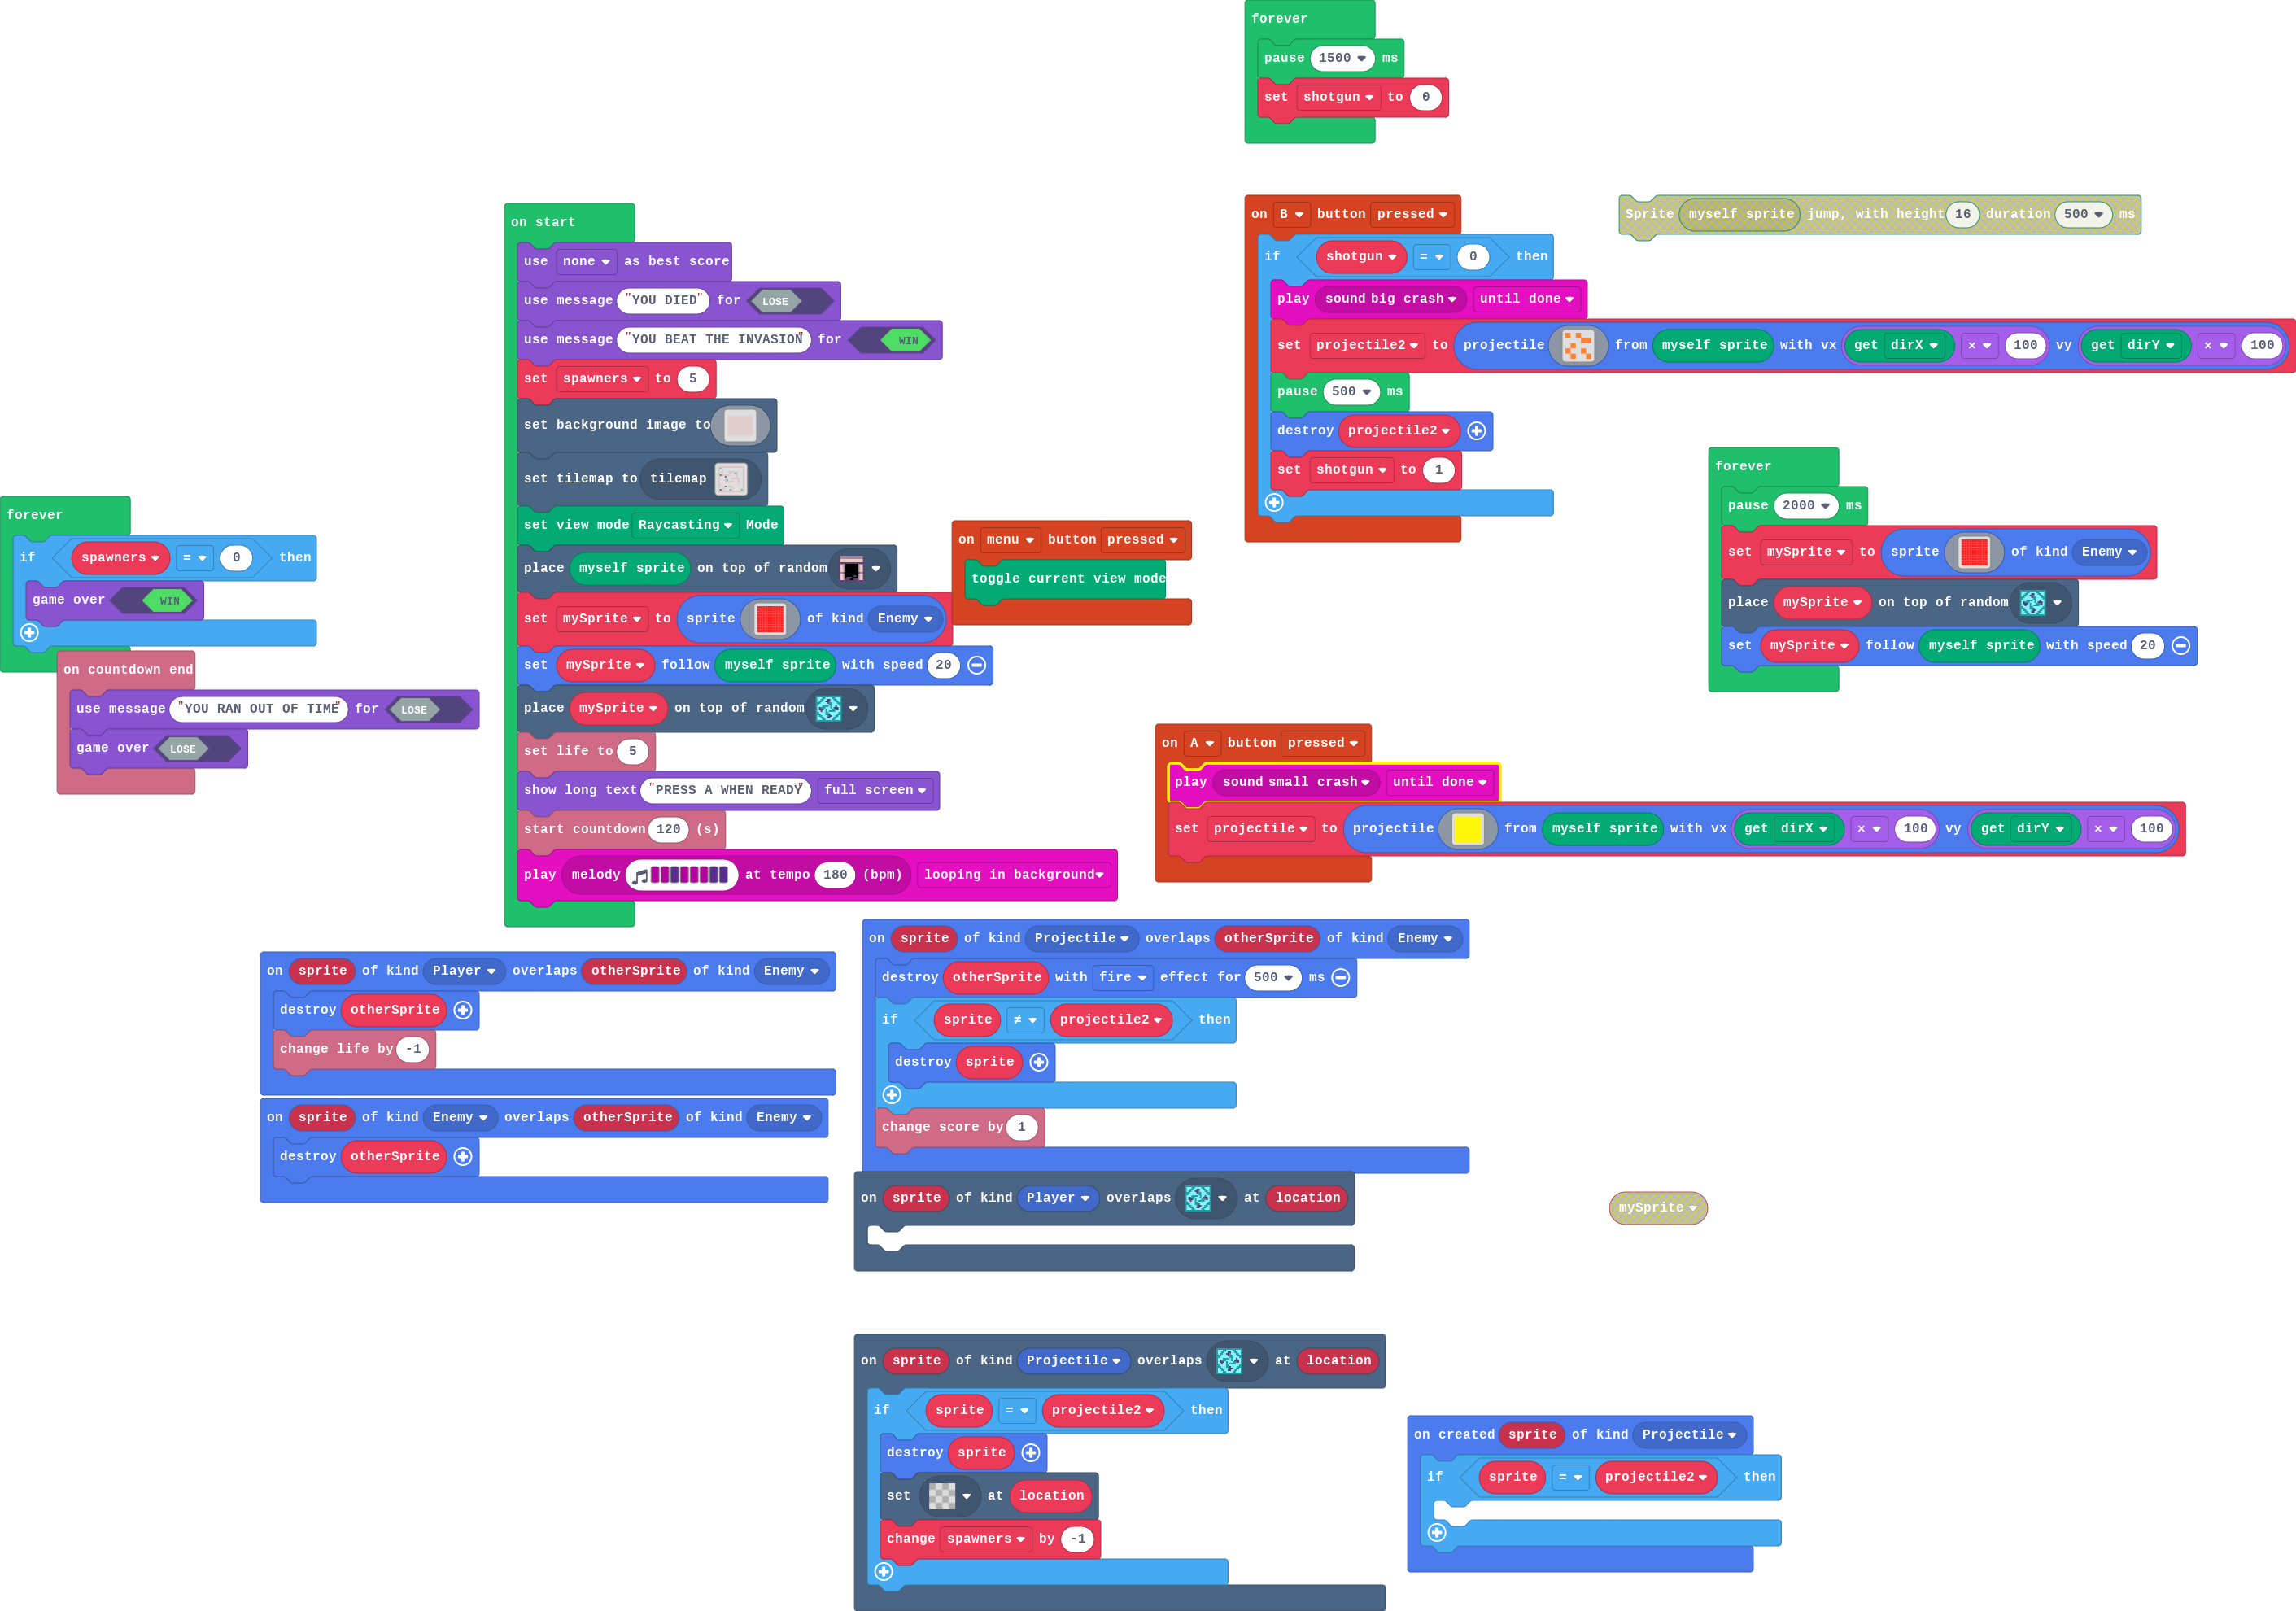 forever
pause 1500 ms
set shotgun to 0
on B button pressed
if shotgun = 0 then
play sound big crash until done
set projectile2 to projectile from myself sprite with vx get dirX × 100 vy get dirY × 100
pause 500 ms
destroy projectile2
set shotgun to 1
Sprite myself sprite jump, with height 16 duration 500 ms
on start
use none as best score
use message "YOU DIED" for LOSE
use message "YOU BEAT THE INVASION" for WIN
set spawners to 5
set background image to
set tilemap to tilemap
set view mode Raycasting Mode
place myself sprite on top of random
set mySprite to sprite of kind Enemy
set mySprite follow myself sprite with speed 20
place mySprite on top of random
set life to 5
show long text "PRESS A WHEN READY" full screen
start countdown 120 (s)
play melody at tempo 180 (bpm) looping in background
forever
if spawners = 0 then
game over WIN
on countdown end
use message "YOU RAN OUT OF TIME" for LOSE
game over LOSE
on menu button pressed
toggle current view mode
forever
pause 2000 ms
set mySprite to sprite of kind Enemy
place mySprite on top of random
set mySprite follow myself sprite with speed 20
on A button pressed
play sound small crash until done
set projectile to projectile from myself sprite with vx get dirX × 100 vy get dirY × 100
on sprite of kind Player overlaps otherSprite of kind Enemy
destroy otherSprite
change life by -1
on sprite of kind Enemy overlaps otherSprite of kind Enemy
destroy otherSprite
on sprite of kind Projectile overlaps otherSprite of kind Enemy
destroy otherSprite with fire effect for 500 ms
if sprite ≠ projectile2 then
destroy sprite
change score by 1
on sprite of kind Player overlaps at location
mySprite
on sprite of kind Projectile overlaps at location
if sprite = projectile2 then
destroy sprite
set at location
change spawners by -1
on created sprite of kind Projectile
if sprite = projectile2 then